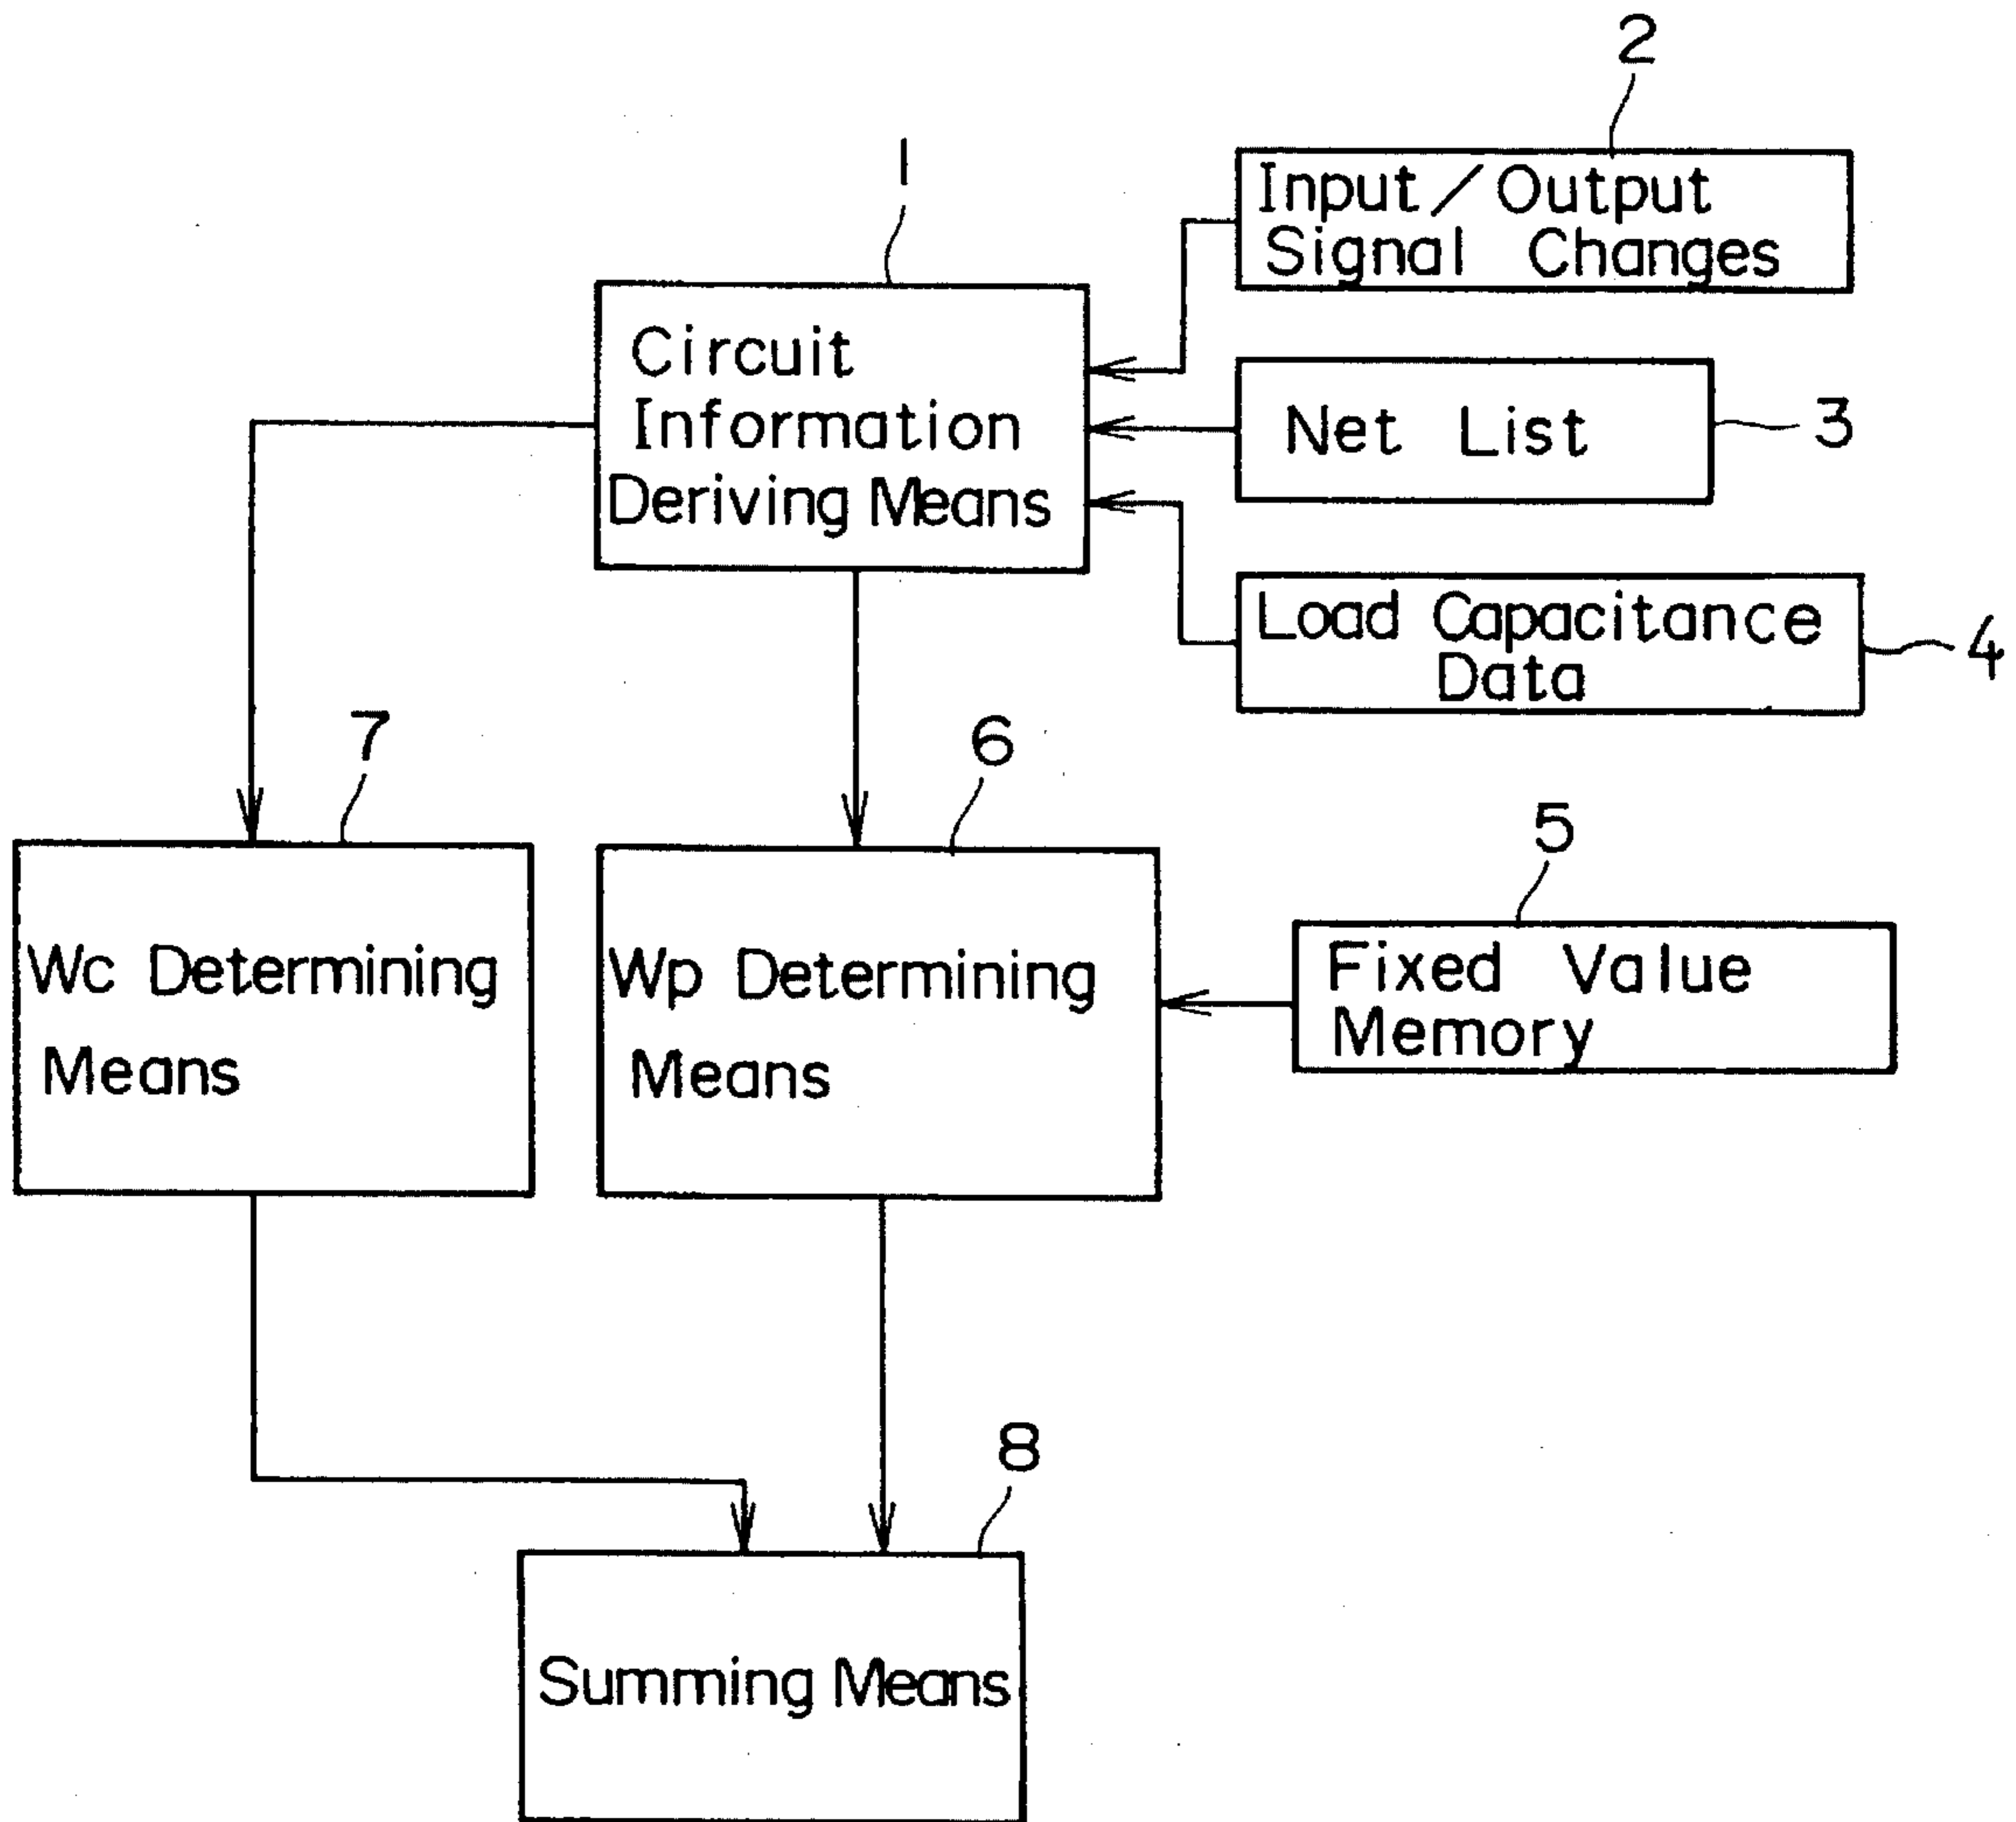 2
1
Input/Output
Signal Changes
Circuit
Information
Deriving Means
Net List
3
Load Capacitance
Data
4
7
6
5
Wc Determining
Means
Wp Determining
Means
Fixed Value
Memory
8
Summing Means